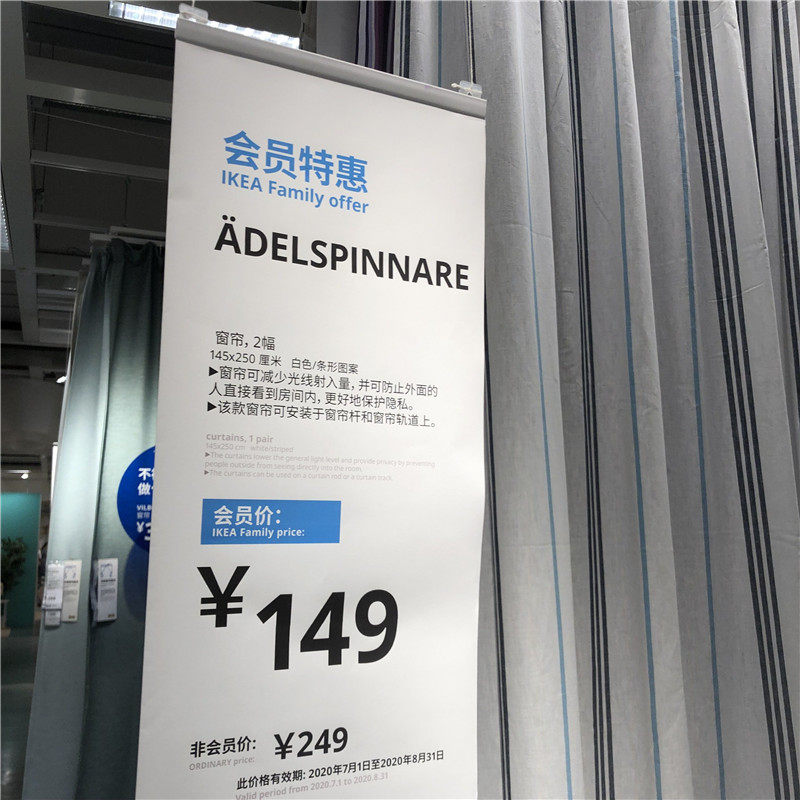 会员特惠
IKEA Family offer
ÄDELSPINNARE
窗帘，2幅
145x250 厘米 白色/条形图案
▶窗帘可减少光线射入量，并可防止外面的
人直接看到房间内，更好地保护隐私。
▶该款窗帘可安装于窗帘杆和窗帘轨道上。
curtains, 1 pair
145x250 cm white/striped
▶The curtains lower the general light level and provide privacy by preventing
people outside from seeing directly into the room.
▶The curtains can be used on a curtain rod or a curtain track.
会员价：
IKEA Family price:
¥149
非会员价: ¥249
ORDINARY price:
此价格有效期: 2020年7月1日至2020年8月31日
Valid period from 2020.7.1 to 2020.8.31
不
做
窗帘
¥